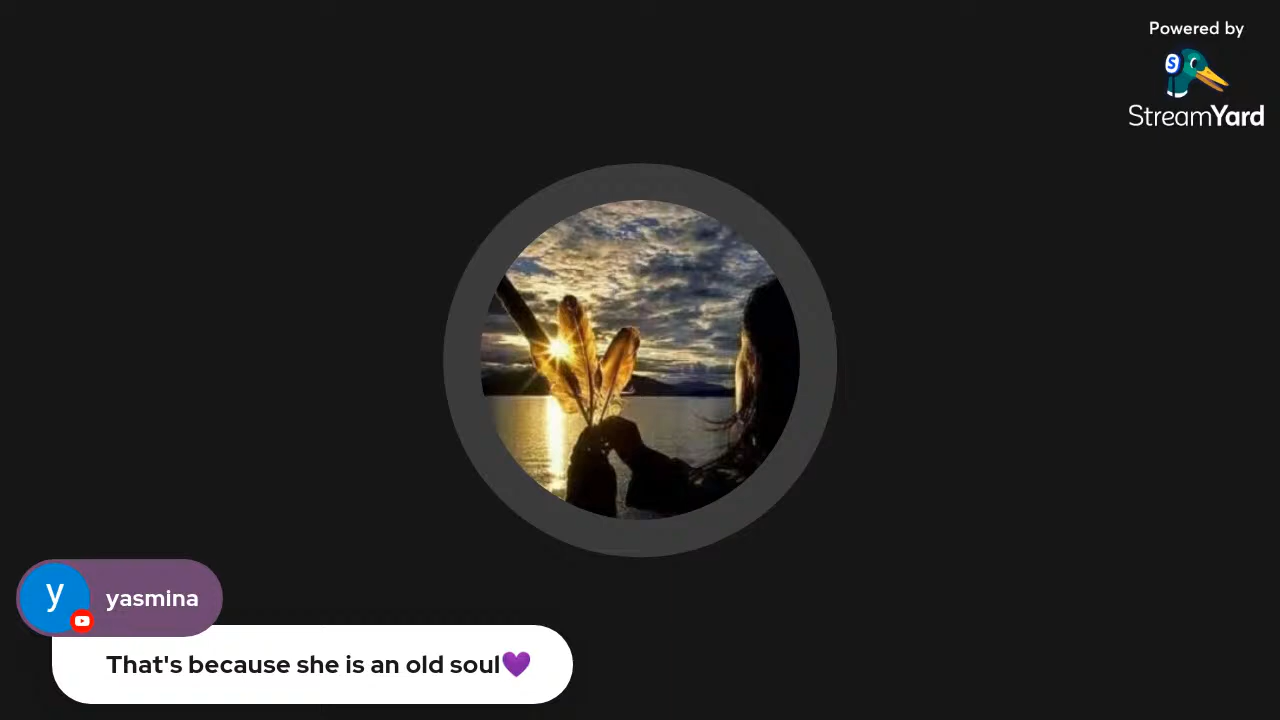 Powered by
S
StreamYard
y
yasmina
That's because she is an old soul💜